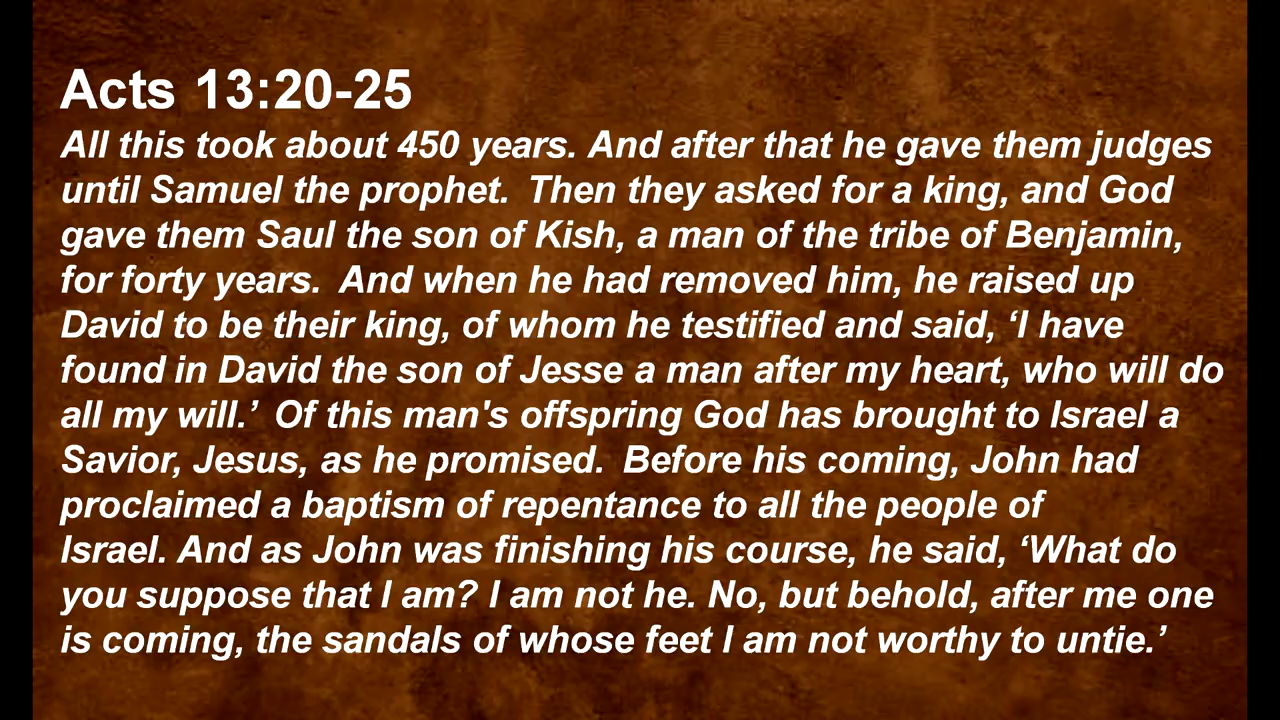 Acts 13:20-25
All this took about 450 years. And after that he gave them judges
until Samuel the prophet.  Then they asked for a king, and God
gave them Saul the son of Kish, a man of the tribe of Benjamin,
for forty years.  And when he had removed him, he raised up
David to be their king, of whom he testified and said, ‘I have
found in David the son of Jesse a man after my heart, who will do
all my will.’  Of this man's offspring God has brought to Israel a
Savior, Jesus, as he promised.  Before his coming, John had
proclaimed a baptism of repentance to all the people of
Israel. And as John was finishing his course, he said, ‘What do
you suppose that I am? I am not he. No, but behold, after me one
is coming, the sandals of whose feet I am not worthy to untie.’